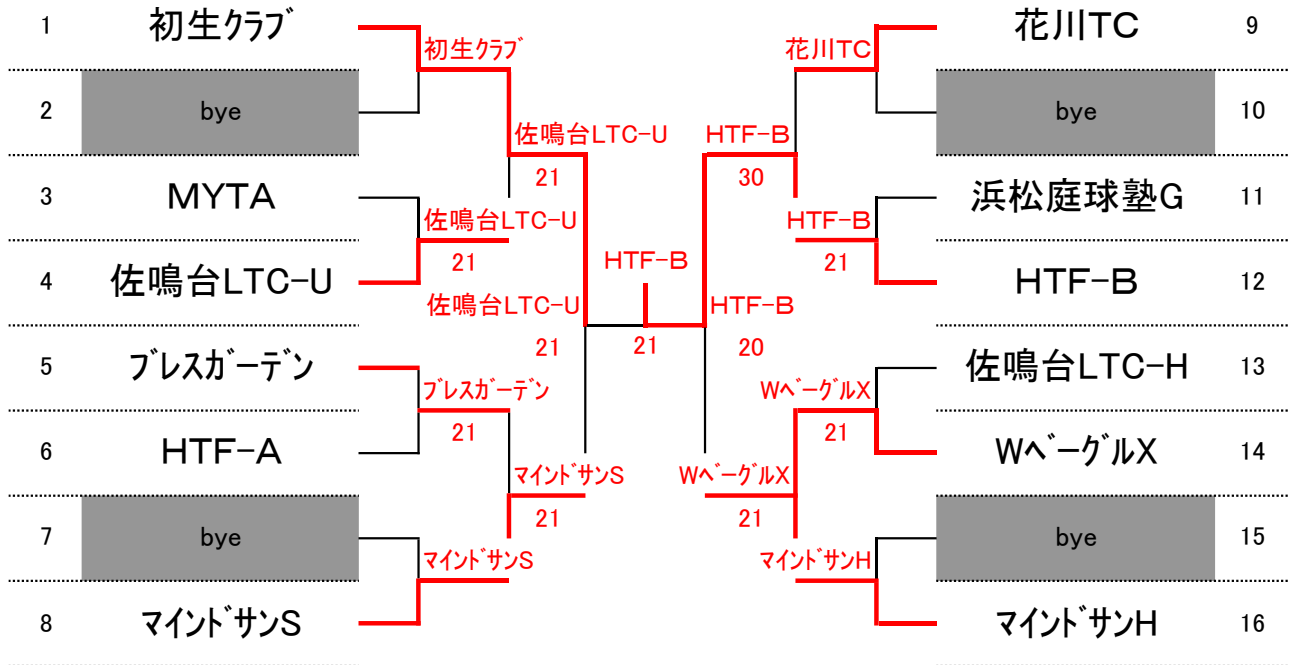 1 初生ｸﾗﾌﾞ
初生ｸﾗﾌﾞ
2 bye
佐鳴台LTC-U
21
3 MYTA
佐鳴台LTC-U
21
4 佐鳴台LTC-U
佐鳴台LTC-U
21
5 ﾌﾞﾚスｶﾞｰﾃﾞﾝ
ﾌﾞﾚスｶﾞｰﾃﾞﾝ
21
6 HTF-A
ﾏｲﾝﾄﾞｻﾝS
21
7 bye
ﾏｲﾝﾄﾞｻﾝS
8 ﾏｲﾝﾄﾞｻﾝS
HTF-B
21
花川TC 9
花川TC
bye 10
HTF-B
30
浜松庭球塾G 11
HTF-B
21
HTF-B 12
HTF-B
20
佐鳴台LTC-H 13
WﾍﾞｰｸﾞﾙX
21
WﾍﾞｰｸﾞﾙX 14
WﾍﾞｰｸﾞﾙX
21
bye 15
ﾏｲﾝﾄﾞｻﾝH
ﾏｲﾝﾄﾞｻﾝH 16